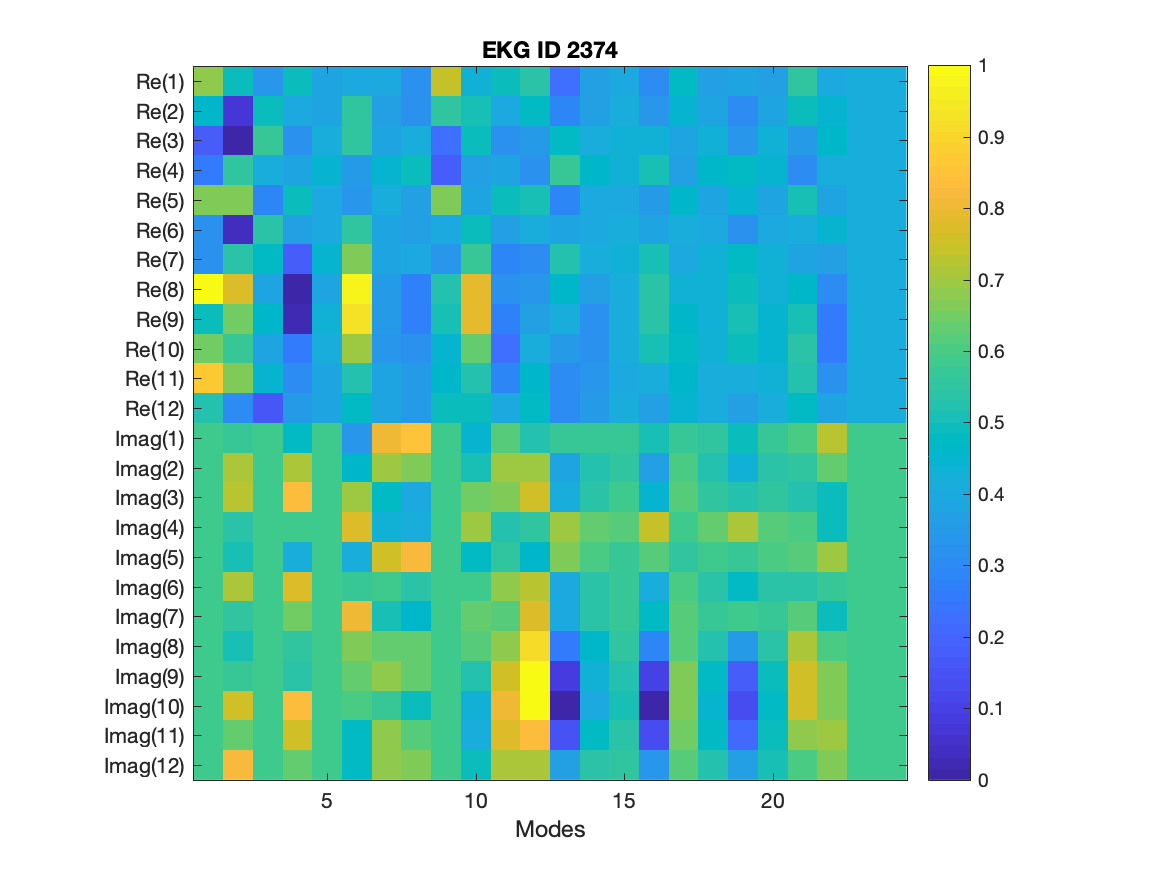 EKG ID 2374
Re(1)
Re(2)
Re(3)
Re(4)
Re(5)
Re(6)
Re(7)
Re(8)
Re(9)
Re(10)
Re(11)
Re(12)
Imag(1)
Imag(2)
Imag(3)
Imag(4)
Imag(5)
Imag(6)
Imag(7)
Imag(8)
Imag(9)
Imag(10)
Imag(11)
Imag(12)
5 10 15 20
Modes
1
0.9
0.8
0.7
0.6
0.5
0.4
0.3
0.2
0.1
0